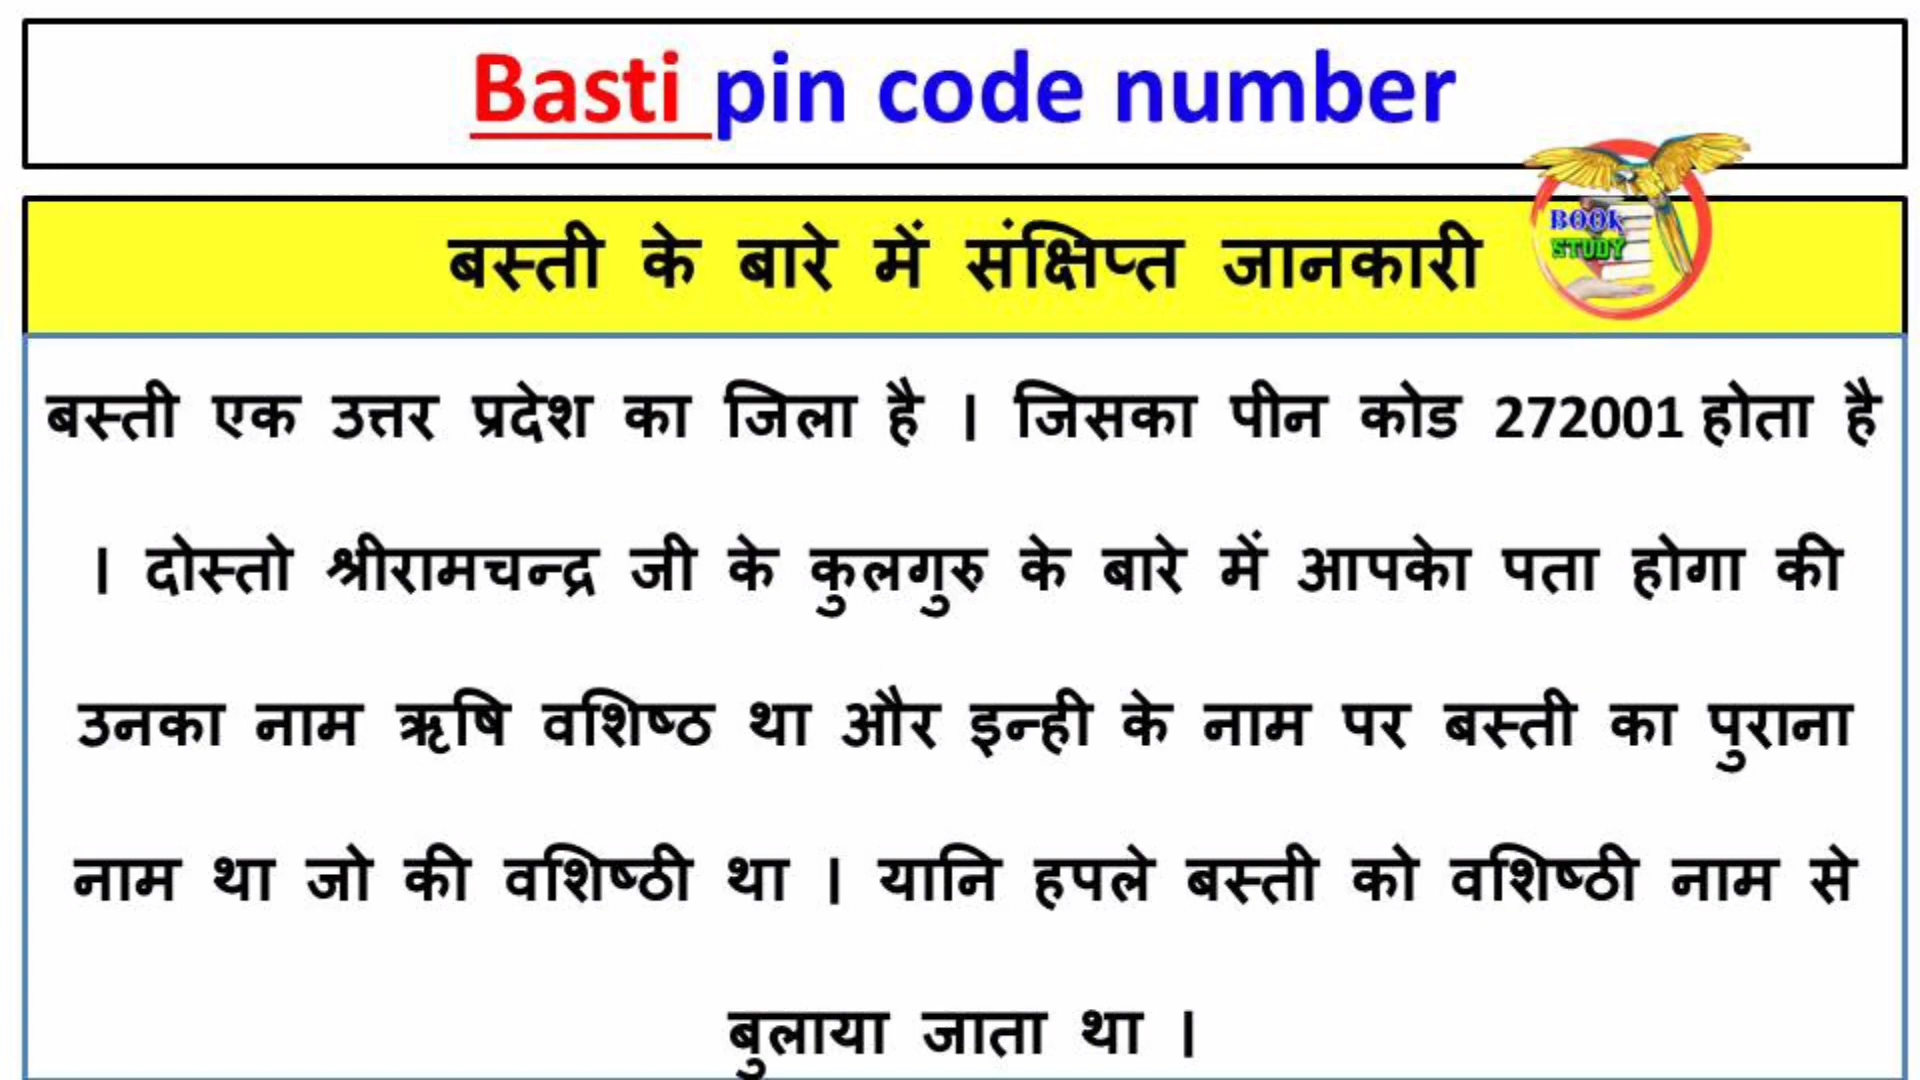 Basti pin code number
बस्ती के बारे में संक्षिप्त जानकारी
BOOK
STUDY
बस्ती एक उत्तर प्रदेश का जिला है । जिसका पीन कोड 272001 होता है
। दोस्तो श्रीरामचन्द्र जी के कुलगुरु के बारे में आपकेा पता होगा की
उनका नाम ऋषि वशिष्ठ था और इन्ही के नाम पर बस्ती का पुराना
नाम था जो की वशिष्ठी था । यानि हपले बस्ती को वशिष्ठी नाम से
बुलाया जाता था ।